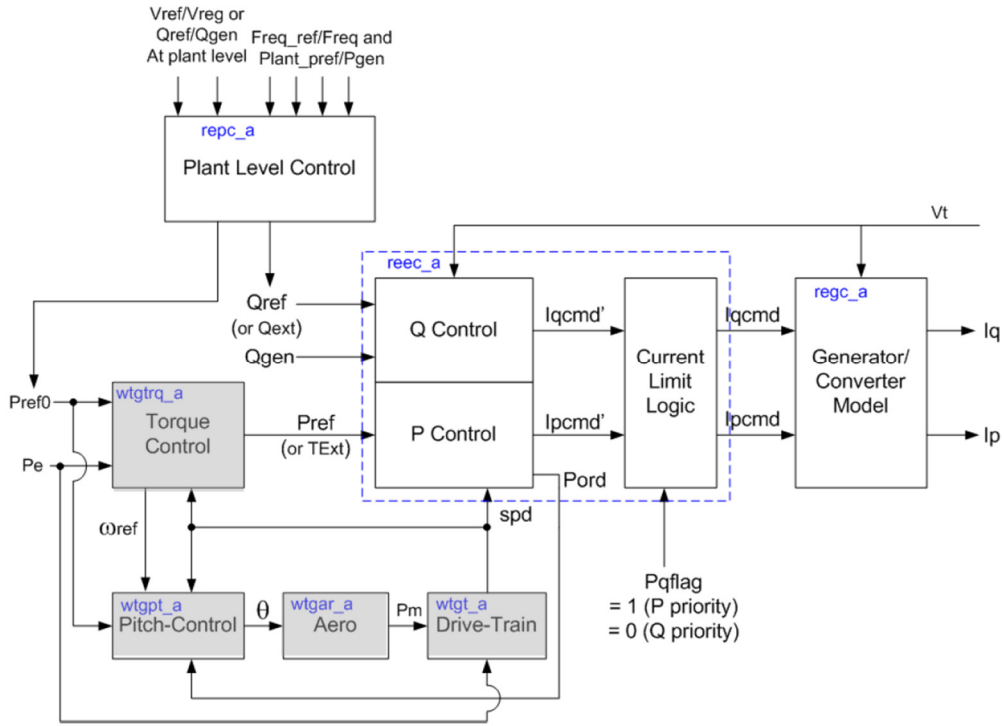 Vref/Vreg or
Qref/Qgen
At plant level
Freq_ref/Freq and
Plant_pref/Pgen
repc_a
Plant Level Control
Vt
reec_a
regc_a
Qref
(or Qext)
Qgen
Q Control
Iqcmd’
Current
Limit
Logic
Iqcmd
Generator/
Converter
Model
Iq
Pref0
wtgtrq_a
Torque
Control
Pref
(or TExt)
P Control
Ipcmd’
Ipcmd
Ip
Pe
Pord
spd
ωref
Pqflag
= 1 (P priority)
= 0 (Q priority)
wtgpt_a
Pitch-Control
θ
wtgar_a
Aero
Pm
wtgt_a
Drive-Train